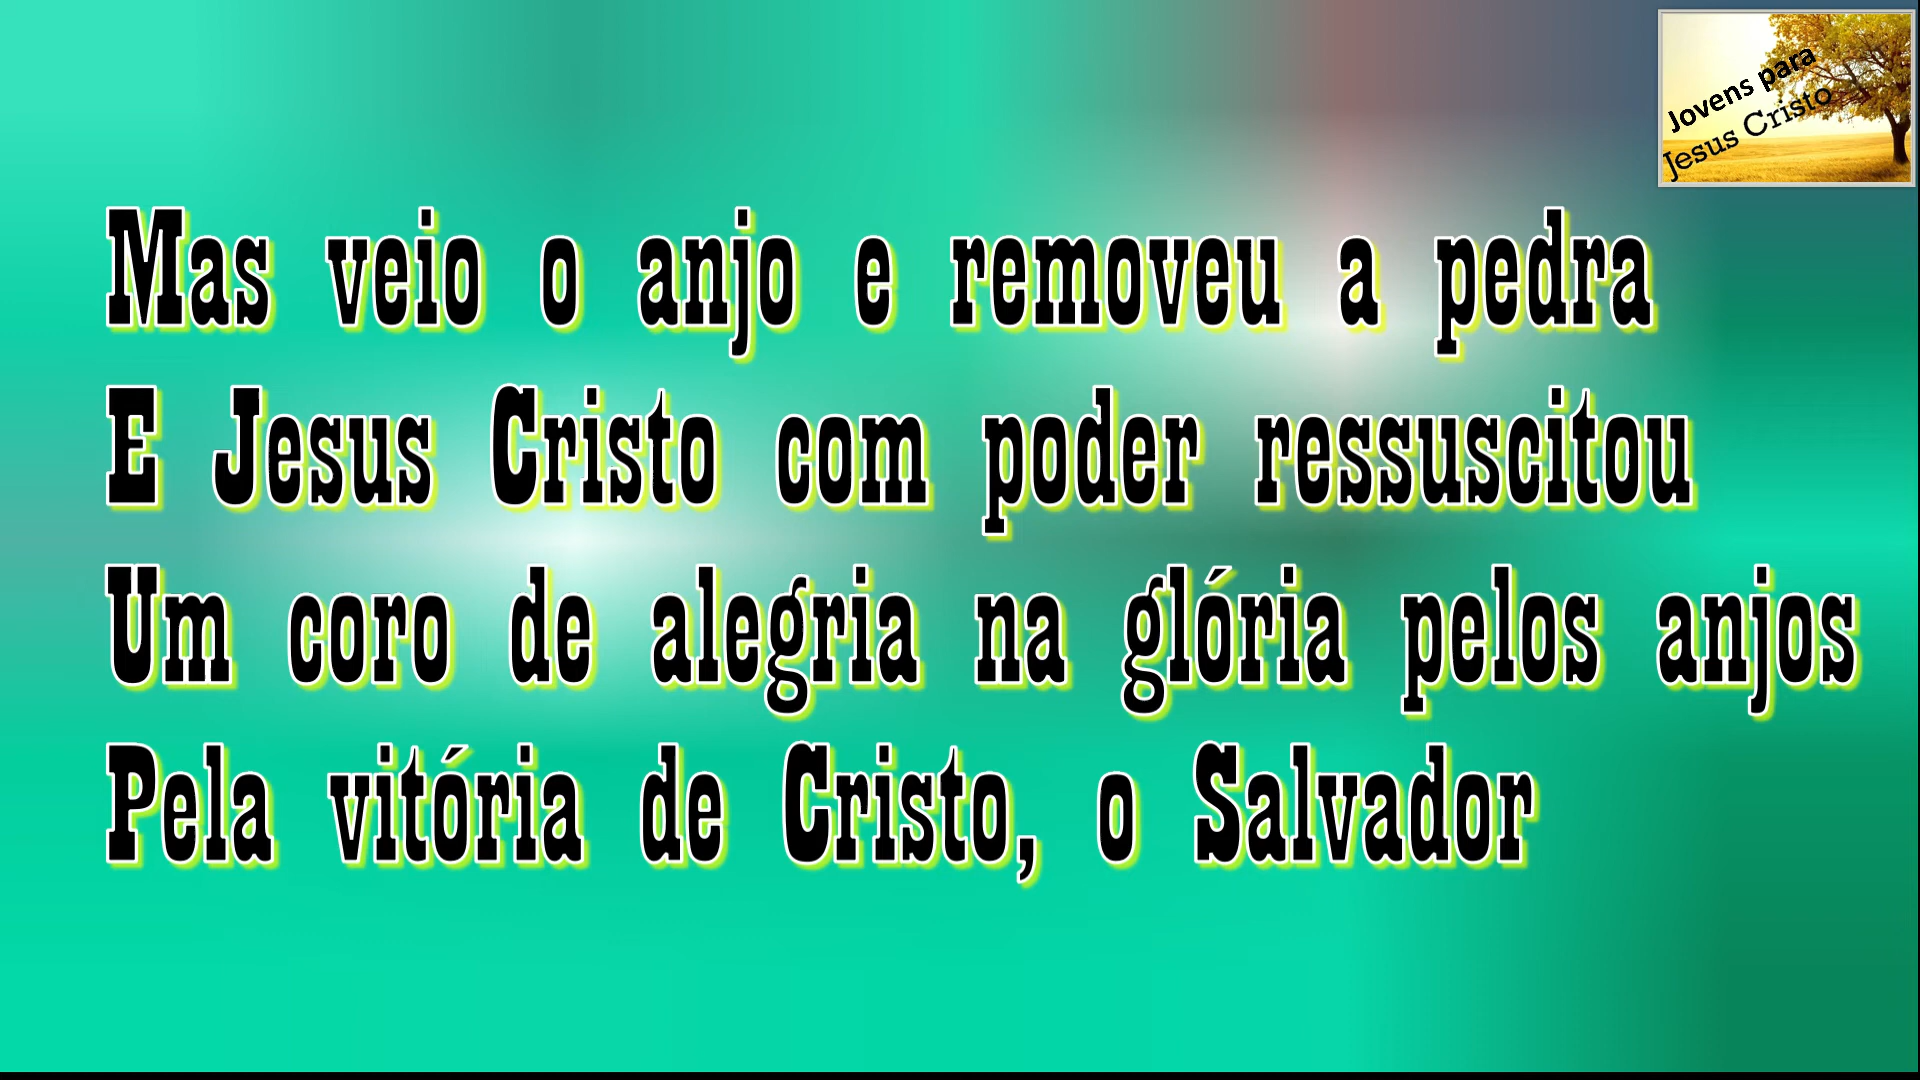 Jovens para
Jesus Cristo
Mas veio o anjo e removeu a pedra
E Jesus Cristo com poder ressuscitou
Um coro de alegria na glória pelos anjos
Pela vitória de Cristo, o Salvador